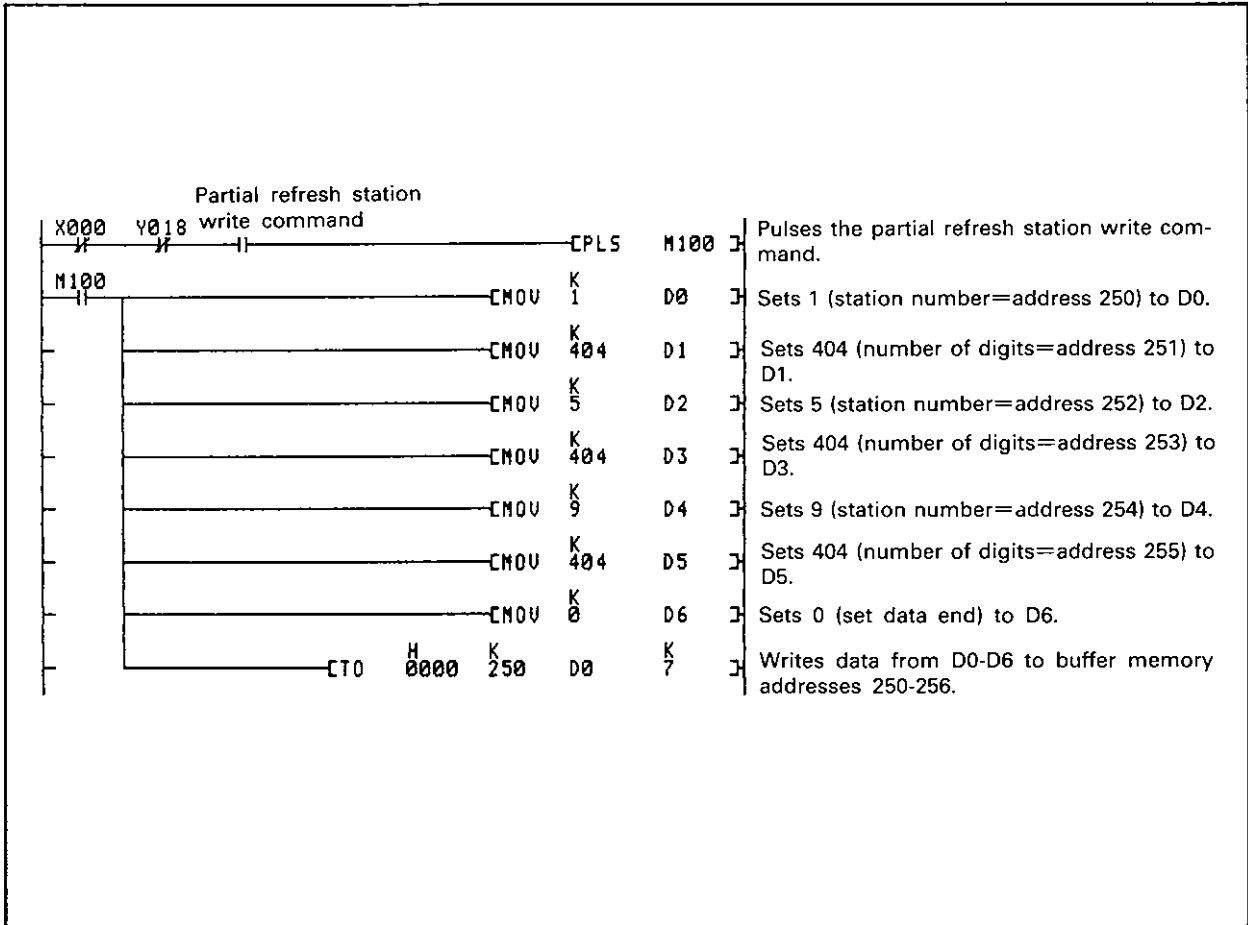 Partial refresh station
X000 Y018 write command
[PLS M100 ]
Pulses the partial refresh station write com-
mand.
M100
K
[MOV 1 D0 ]
Sets 1 (station number=address 250) to D0.
K
[MOV 404 D1 ]
Sets 404 (number of digits=address 251) to
D1.
K
[MOV 5 D2 ]
Sets 5 (station number=address 252) to D2.
K
[MOV 404 D3 ]
Sets 404 (number of digits=address 253) to
D3.
K
[MOV 9 D4 ]
Sets 9 (station number=address 254) to D4.
K
[MOV 404 D5 ]
Sets 404 (number of digits=address 255) to
D5.
K
[MOV 0 D6 ]
Sets 0 (set data end) to D6.
H K K
[TO 0000 250 D0 7 ]
Writes data from D0-D6 to buffer memory
addresses 250-256.